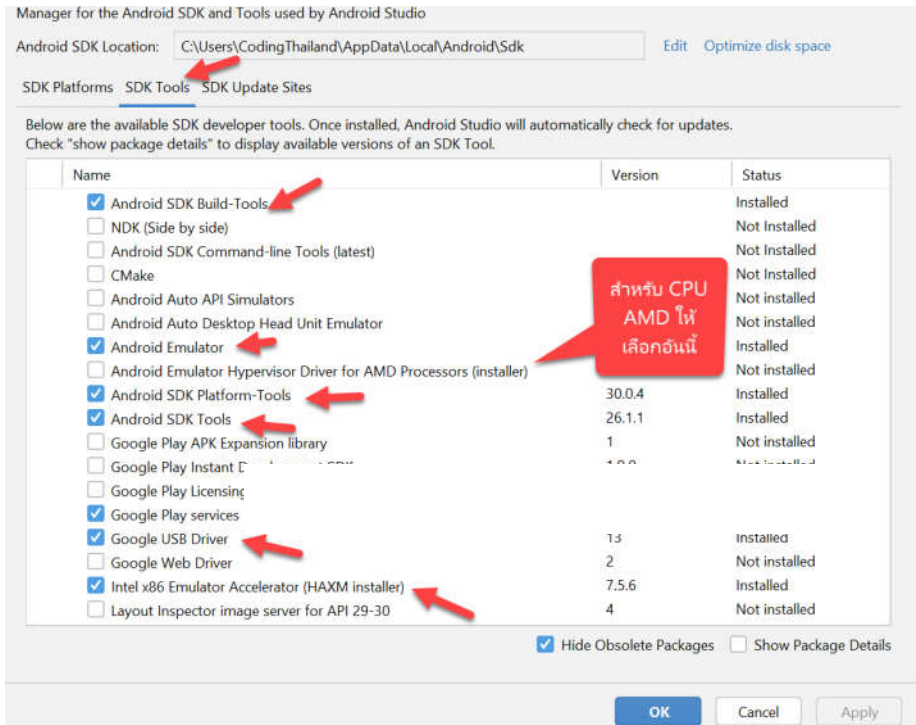 Manager for the Android SDK and Tools used by Android Studio
Android SDK Location: C:\Users\CodingThailand\AppData\Local\Android\Sdk Edit Optimize disk space
SDK Platforms SDK Tools SDK Update Sites
Below are the available SDK developer tools. Once installed, Android Studio will automatically check for updates.
Check "show package details" to display available versions of an SDK Tool.
Name Version Status
Android SDK Build-Tools Installed
NDK (Side by side) Not Installed
Android SDK Command-line Tools (latest) Not Installed
CMake Not Installed
Android Auto API Simulators Not installed
Android Auto Desktop Head Unit Emulator Not installed
Android Emulator Installed
Android Emulator Hypervisor Driver for AMD Processors (installer) Not installed
สำหรับ CPU
AMD ให้
เลือกอันนี้
Android SDK Platform-Tools 30.0.4 Installed
Android SDK Tools 26.1.1 Installed
Google Play APK Expansion library 1 Not installed
Google Play Instant
Google Play Licensing
Google Play services
Google USB Driver 13 Installed
Google Web Driver 2 Not installed
Intel x86 Emulator Accelerator (HAXM installer) 7.5.6 Installed
Layout Inspector image server for API 29-30 4 Not installed
Hide Obsolete Packages Show Package Details
OK Cancel Apply